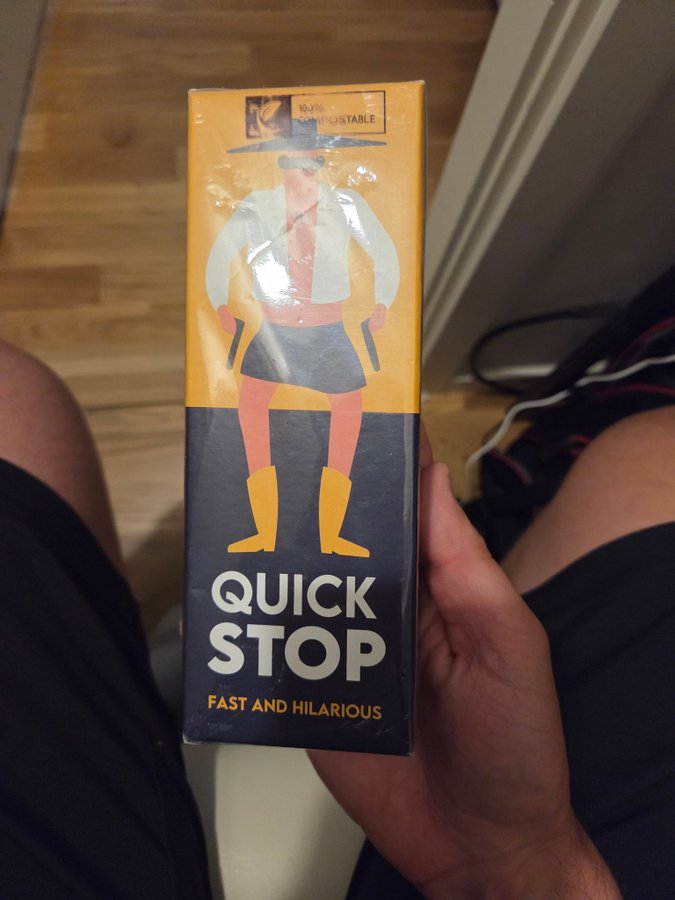 100%
COMPOSTABLE
QUICK
STOP
FAST AND HILARIOUS